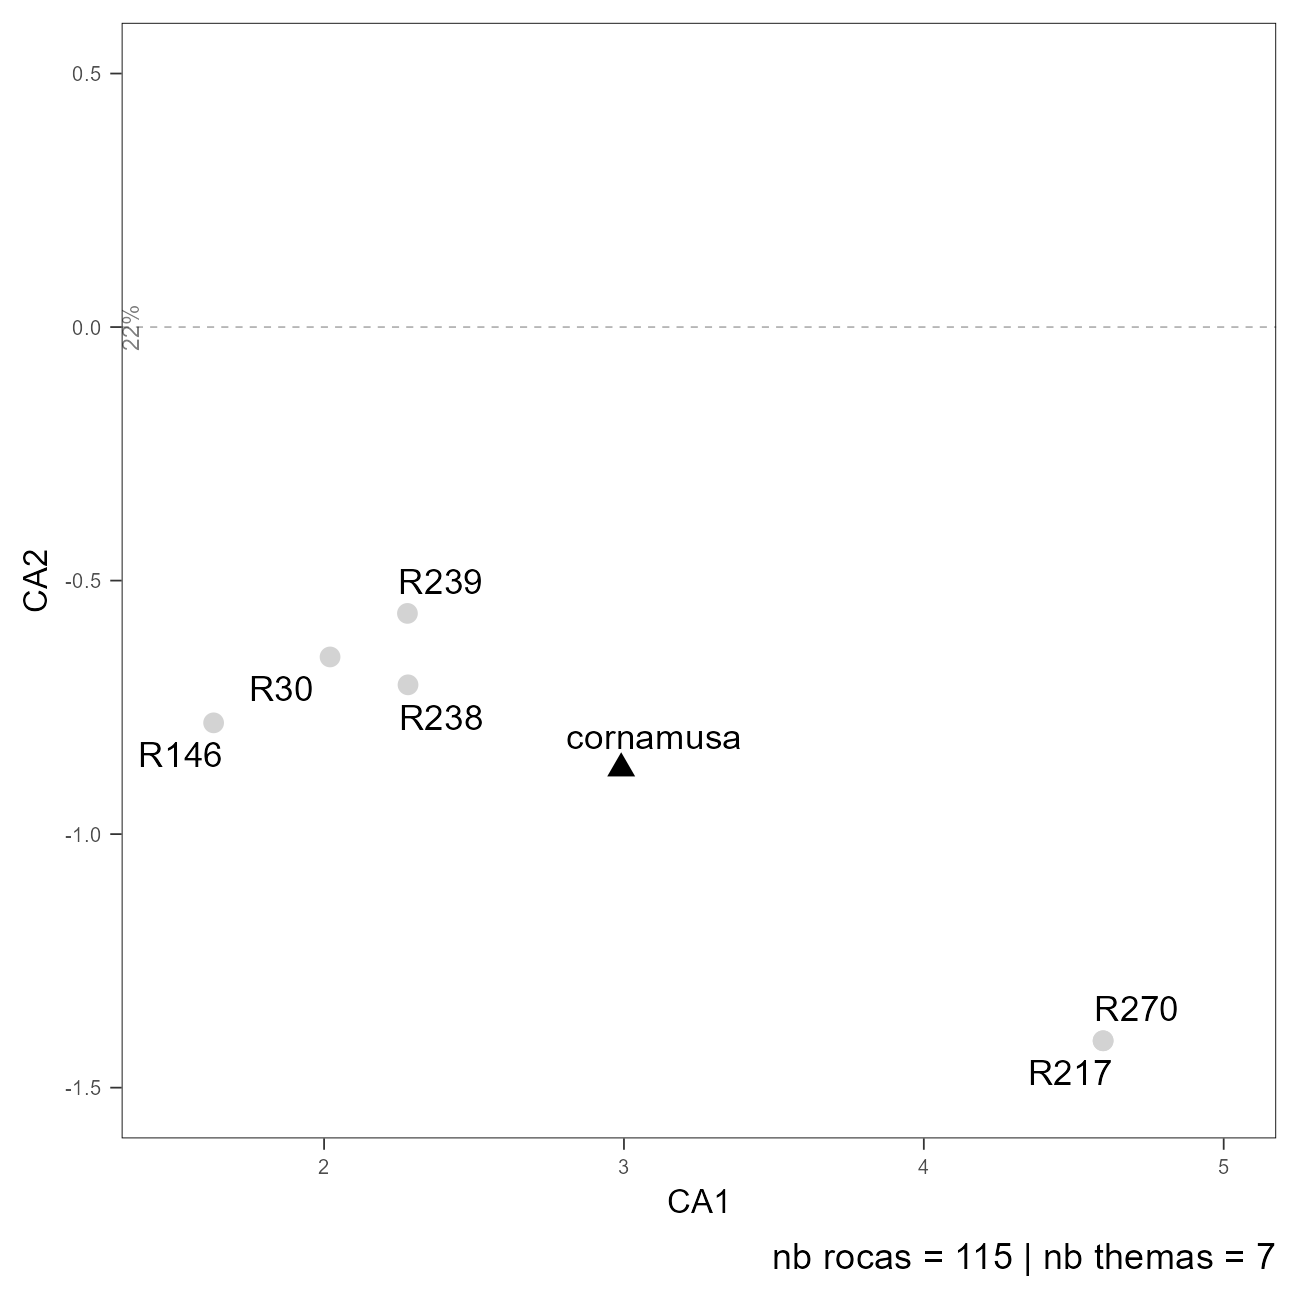 0.5
0.0
22%
-0.5
R239
R30
R238
R146
cornamusa
-1.0
R270
R217
-1.5
CA2
2
3
4
5
CA1
nb rocas = 115 | nb themas = 7